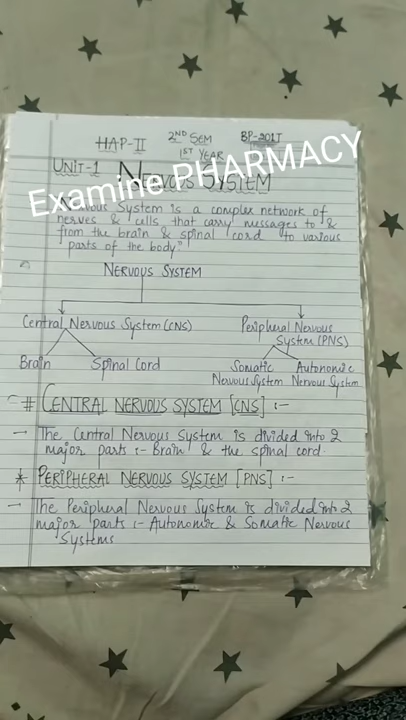 HAP-II 2ND SEM BP-201T
1ST YEAR
UNIT-1 NERVOUS SYSTEM
Examine PHARMACY
Nervous System is a complex network of
nerves & cells that carry messages to &
from the brain & spinal cord to various
parts of the body."
NERVOUS SYSTEM
Central Nervous System (CNS)
Peripheral Nervous
System (PNS)
Brain Spinal Cord
Somatic Autonomic
Nervous System Nervous System
# CENTRAL NERVOUS SYSTEM [CNS] :-
- The Central Nervous System is divided into 2
major parts :- Brain & the spinal cord.
* PERIPHERAL NERVOUS SYSTEM [PNS] :-
- The Peripheral Nervous System is divided into 2
major parts :- Autonomic & Somatic Nervous
Systems